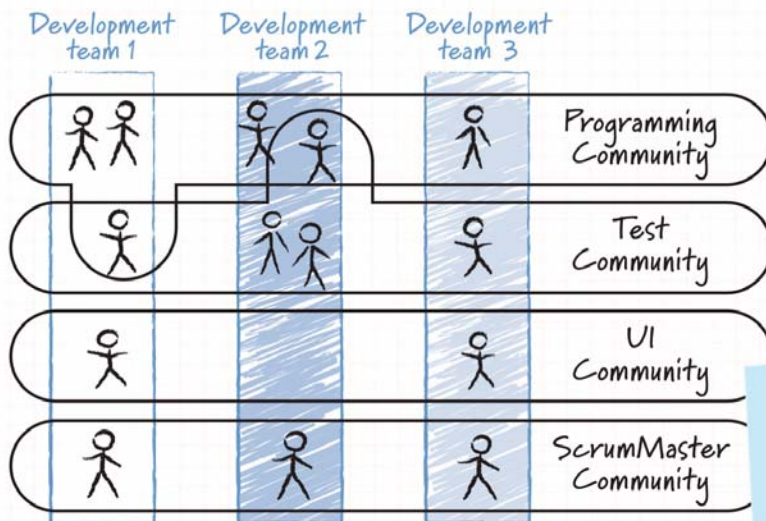 Development
team 1
Development
team 2
Development
team 3
Programming
Community
Test
Community
UI
Community
ScrumMaster
Community